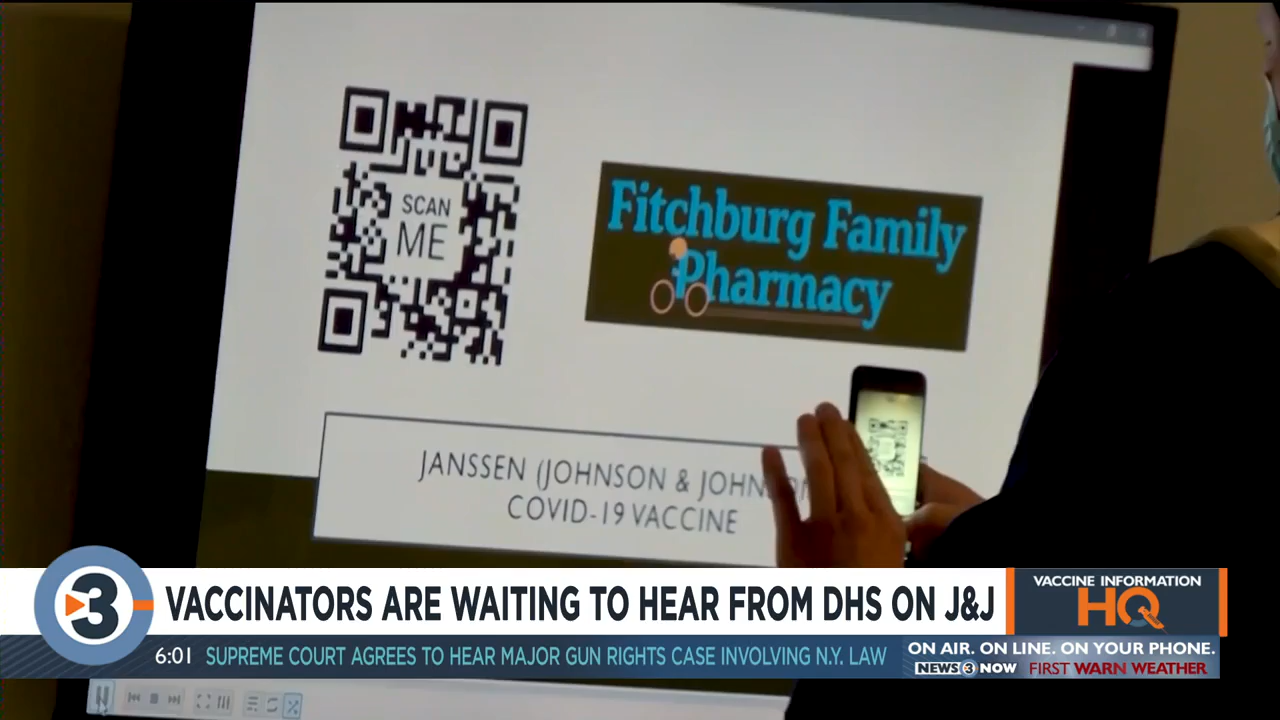 SCAN
ME
Fitchburg Family
Pharmacy
JANSSEN (JOHNSON & JOHN
COVID-19 VACCINE
3
VACCINATORS ARE WAITING TO HEAR FROM DHS ON J&J
VACCINE INFORMATION
HQ
6:01 SUPREME COURT AGREES TO HEAR MAJOR GUN RIGHTS CASE INVOLVING N.Y. LAW
ON AIR. ON LINE. ON YOUR PHONE.
NEWS 3 NOW FIRST WARN WEATHER